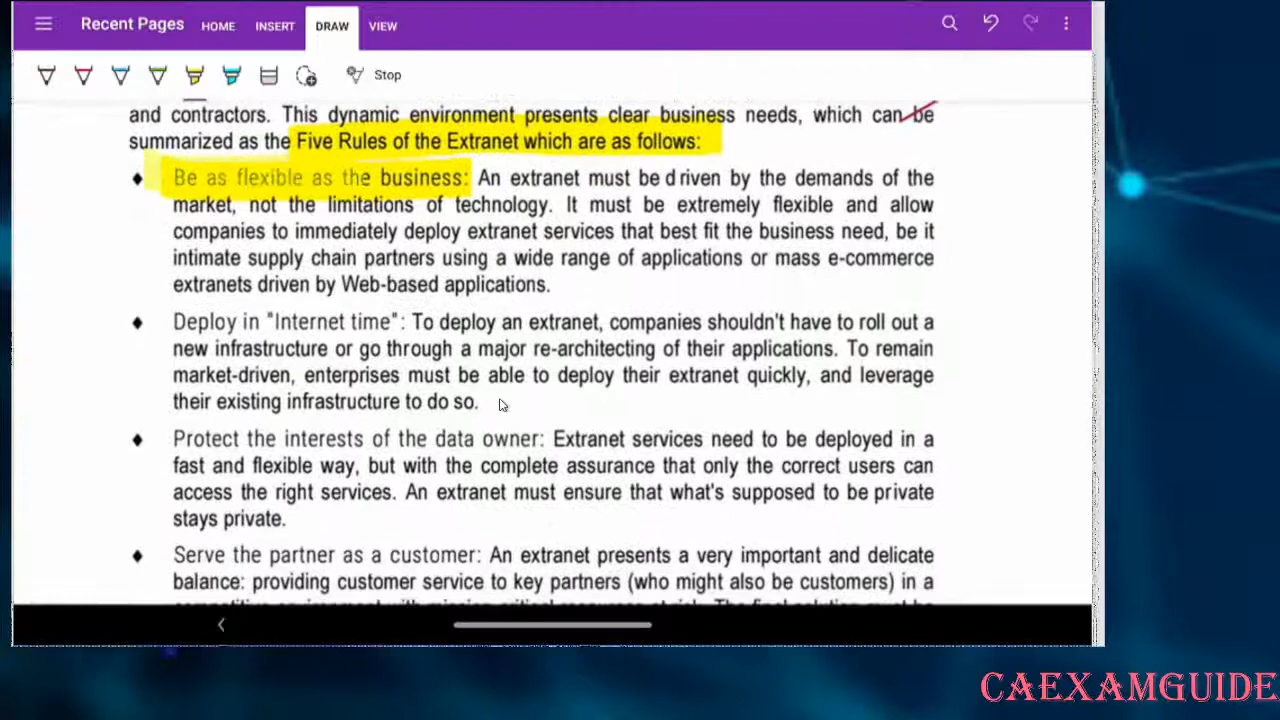 Recent Pages HOME INSERT DRAW VIEW
Stop
and contractors. This dynamic environment presents clear business needs, which can be
summarized as the Five Rules of the Extranet which are as follows:
♦ Be as flexible as the business: An extranet must be d riven by the demands of the
market, not the limitations of technology. It must be extremely flexible and allow
companies to immediately deploy extranet services that best fit the business need, be it
intimate supply chain partners using a wide range of applications or mass e-commerce
extranets driven by Web-based applications.
♦ Deploy in "Internet time": To deploy an extranet, companies shouldn't have to roll out a
new infrastructure or go through a major re-architecting of their applications. To remain
market-driven, enterprises must be able to deploy their extranet quickly, and leverage
their existing infrastructure to do so.
♦ Protect the interests of the data owner: Extranet services need to be deployed in a
fast and flexible way, but with the complete assurance that only the correct users can
access the right services. An extranet must ensure that what's supposed to be private
stays private.
♦ Serve the partner as a customer: An extranet presents a very important and delicate
balance: providing customer service to key partners (who might also be customers) in a
CAEXAMGUIDE